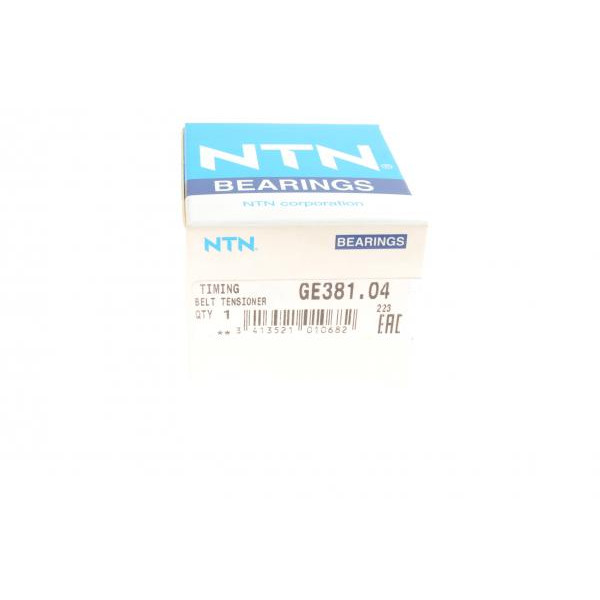 NTN®
BEARINGS
NTN corporation
NTN. BEARINGS
TIMING
BELT TENSIONER GE381.04
QTY 1 223
EAC
** 3 413521 010682